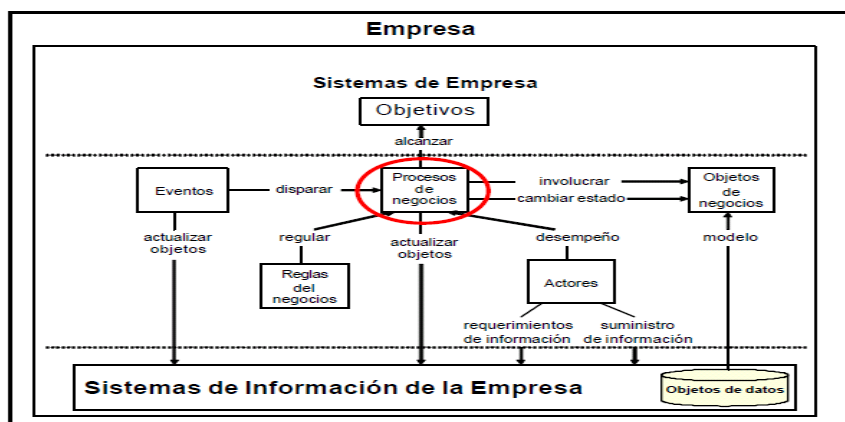 Empresa
Sistemas de Empresa
Objetivos
alcanzar
Eventos
disparar
Procesos
de
negocios
involucrar
cambiar estado
Objetos
de
negocios
actualizar
objetos
regular
actualizar
objetos
desempeño
modelo
Reglas
del
negocios
Actores
requerimientos
de información
suministro
de información
Sistemas de Información de la Empresa
Objetos de datos